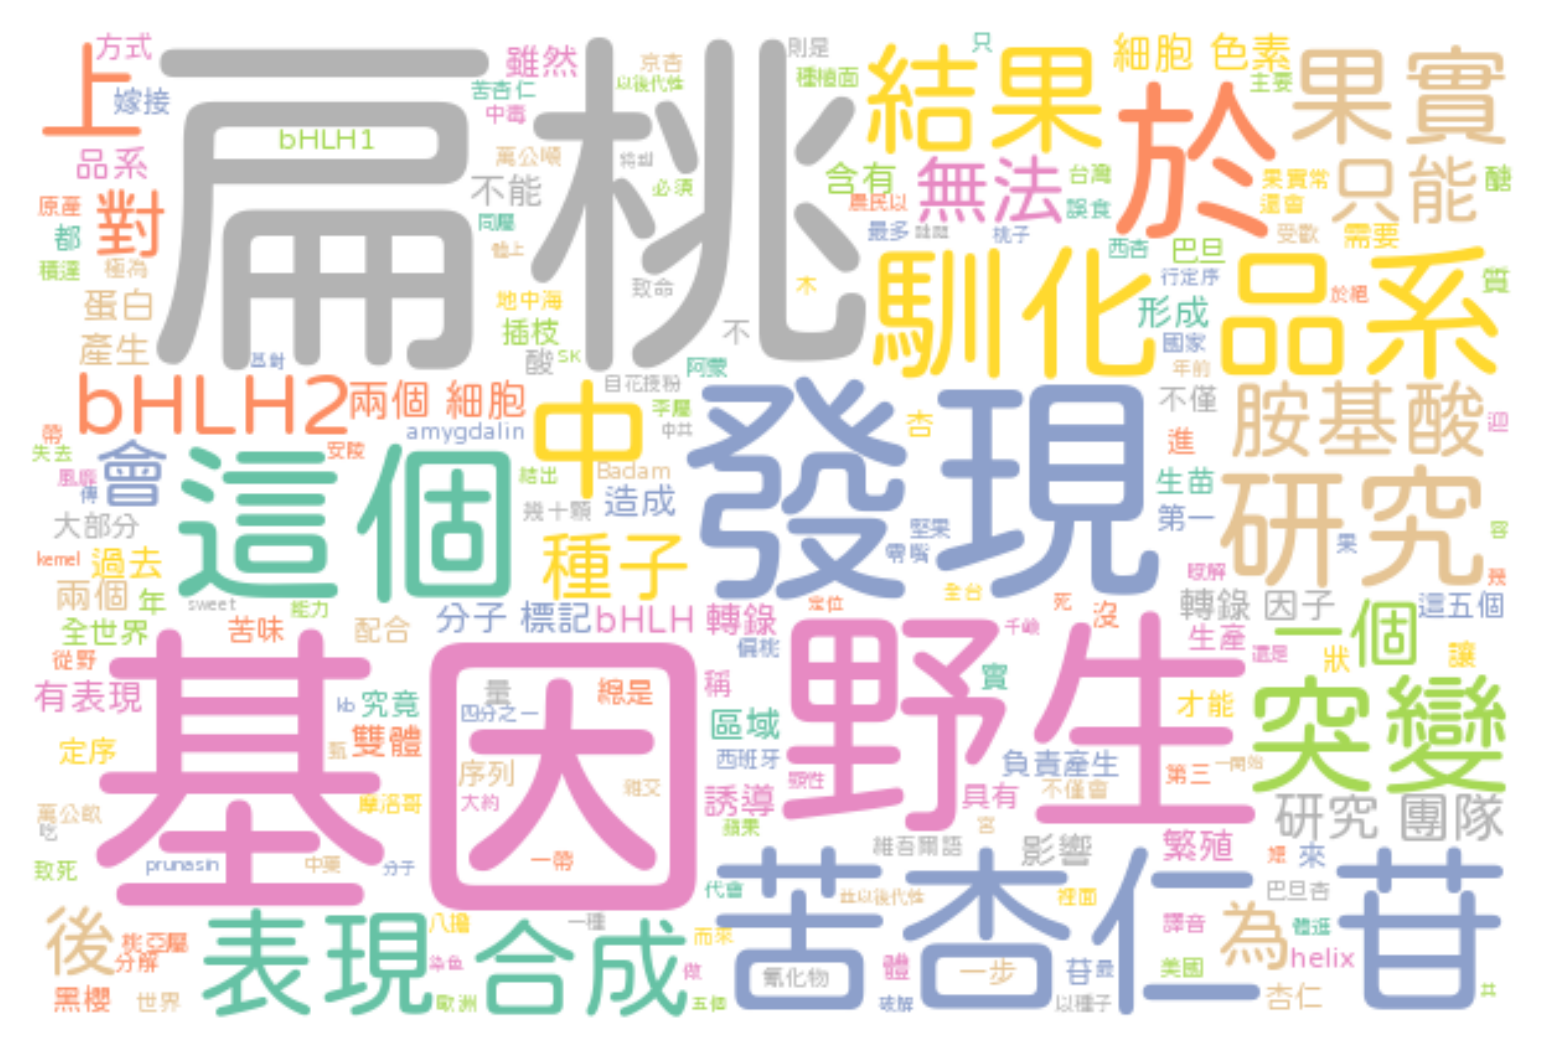 方式
上
嫁接
品系
原產
對
都
積達
極為
蛋白
產生
扁桃
bHLH1
雖然
京杏
苦杏仁
以後代性
中毒
萬公頃
不能
必須
同屬
地中海
插枝
酸
SK
致命
不
木
則是
種植面
結果
只
細胞 色素
主要
果實
含有
無法
台灣
於
果實常
還會
只能
醣
農民以
誤食
最多
桃子
西杏
巴旦
受歡
需要
行定序
馴化
品系
於絕
質
形成
國家
年前
阿蒙
自花授粉
bHLH2
兩個 細胞
中
李屬
中共
amygdalin
發現
杏
不僅
胺基酸
進
帶
失去
風靡
傳
會
安陵
這個
結出
Badam
幾十顆
造成
大部分
生苗
第一
研究
堅果
零嘴
果
容
kernel
過去
種子
兩個
年
sweet
能力
全台
死
沒
轉錄 因子
這五個
全世界
苦味
配合
分子 標記
bHLH 轉錄
定位
野生
生產
還是
一個
狀
讓
從野
有表現
基因
量
總是
四分之一
稱
偏桃
實
kb
究竟
定序
雙體
序列
雜交
大約
區域
西班牙
顯性
誘導
蘋果
才能
突變
負責產生
第三
一開始
不僅會
具有
摩洛哥
萬公噸
吃
致死
prunasin
中藥
分子
一帶
維吾爾語
影響
繁殖
研究 團隊
來
代會
苦杏仁苷
並以後代性
裡面
巴旦杏
後
桃亞屬
分解
黑櫻
世界
表現
八擔
一種
合成
而來
染色
歐洲
做
五個
氰化物
體
破解
一步
苷
最
以種子
譯音
為
體逛
helix
美國
杏仁
共